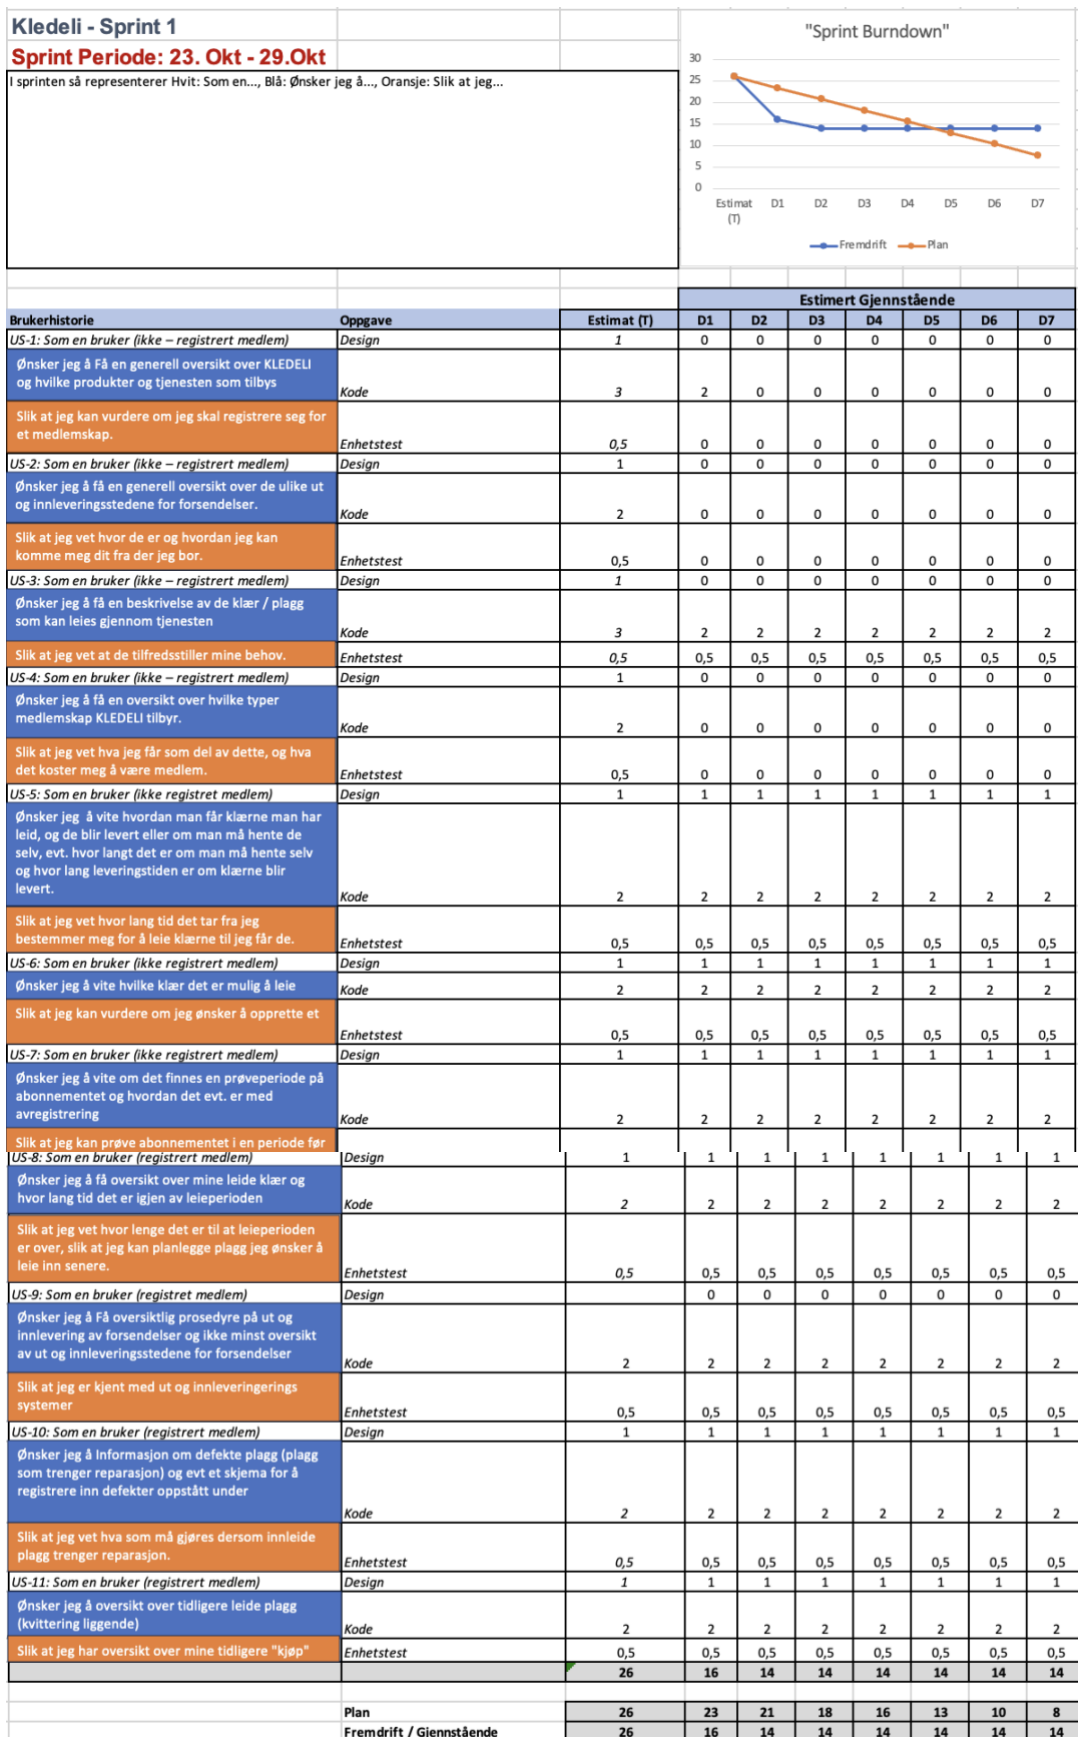 Kledeli - Sprint 1
Sprint Periode: 23. Okt - 29.Okt
I sprinten så representerer Hvit: Som en..., Blå: Ønsker jeg å..., Oransje: Slik at jeg...
"Sprint Burndown"
30
25
20
15
10
5
0
Estimat (T) D1 D2 D3 D4 D5 D6 D7
Fremdrift Plan
Estimert Gjennstående
Brukerhistorie Oppgave Estimat (T) D1 D2 D3 D4 D5 D6 D7
US-1: Som en bruker (ikke – registrert medlem) Design 1 0 0 0 0 0 0 0
Ønsker jeg å Få en generell oversikt over KLEDELI
og hvilke produkter og tjenesten som tilbys
Kode 3 2 0 0 0 0 0 0
Slik at jeg kan vurdere om jeg skal registrere seg for
et medlemskap.
Enhetstest 0,5 0 0 0 0 0 0 0
US-2: Som en bruker (ikke – registrert medlem) Design 1 0 0 0 0 0 0 0
Ønsker jeg å få en generell oversikt over de ulike ut
og innleveringsstedene for forsendelser.
Kode 2 0 0 0 0 0 0 0
Slik at jeg vet hvor de er og hvordan jeg kan
komme meg dit fra der jeg bor.
Enhetstest 0,5 0 0 0 0 0 0 0
US-3: Som en bruker (ikke – registrert medlem) Design 1 0 0 0 0 0 0 0
Ønsker jeg å få en beskrivelse av de klær / plagg
som kan leies gjennom tjenesten
Kode 3 2 2 2 2 2 2 2
Slik at jeg vet at de tilfredsstiller mine behov. Enhetstest 0,5 0,5 0,5 0,5 0,5 0,5 0,5 0,5
US-4: Som en bruker (ikke – registrert medlem) Design 1 0 0 0 0 0 0 0
Ønsker jeg å få en oversikt over hvilke typer
medlemskap KLEDELI tilbyr.
Kode 2 0 0 0 0 0 0 0
Slik at jeg vet hva jeg får som del av dette, og hva
det koster meg å være medlem.
Enhetstest 0,5 0 0 0 0 0 0 0
US-5: Som en bruker (ikke registret medlem) Design 1 1 1 1 1 1 1 1
Ønsker jeg  å vite hvordan man får klærne man har
leid, og de blir levert eller om man må hente de
selv, evt. hvor langt det er om man må hente selv
og hvor lang leveringstiden er om klærne blir
levert.
Kode 2 2 2 2 2 2 2 2
Slik at jeg vet hvor lang tid det tar fra jeg
bestemmer meg for å leie klærne til jeg får de.
Enhetstest 0,5 0,5 0,5 0,5 0,5 0,5 0,5 0,5
US-6: Som en bruker (ikke registrert medlem) Design 1 1 1 1 1 1 1 1
Ønsker jeg å vite hvilke klær det er mulig å leie Kode 2 2 2 2 2 2 2 2
Slik at jeg kan vurdere om jeg ønsker å opprette et
Enhetstest 0,5 0,5 0,5 0,5 0,5 0,5 0,5 0,5
US-7: Som en bruker (ikke registrert medlem) Design 1 1 1 1 1 1 1 1
Ønsker jeg å vite om det finnes en prøveperiode på
abonnementet og hvordan det evt. er med
avregistrering
Kode 2 2 2 2 2 2 2 2
Slik at jeg kan prøve abonnementet i en periode før
US-8: Som en bruker (registrert medlem) Design 1 1 1 1 1 1 1 1
Ønsker jeg å få oversikt over mine leide klær og
hvor lang tid det er igjen av leieperioden
Kode 2 2 2 2 2 2 2 2
Slik at jeg vet hvor lenge det er til at leieperioden
er over, slik at jeg kan planlegge plagg jeg ønsker å
leie inn senere.
Enhetstest 0,5 0,5 0,5 0,5 0,5 0,5 0,5 0,5
US-9: Som en bruker (registret medlem) Design 0 0 0 0 0 0 0
Ønsker jeg å Få oversiktlig prosedyre på ut og
innlevering av forsendelser og ikke minst oversikt
av ut og innleveringsstedene for forsendelser
Kode 2 2 2 2 2 2 2 2
Slik at jeg er kjent med ut og innleveringerings
systemer
Enhetstest 0,5 0,5 0,5 0,5 0,5 0,5 0,5 0,5
US-10: Som en bruker (registrert medlem) Design 1 1 1 1 1 1 1 1
Ønsker jeg å Informasjon om defekte plagg (plagg
som trenger reparasjon) og evt et skjema for å
registrere inn defekter oppstått under
Kode 2 2 2 2 2 2 2 2
Slik at jeg vet hva som må gjøres dersom innleide
plagg trenger reparasjon.
Enhetstest 0,5 0,5 0,5 0,5 0,5 0,5 0,5 0,5
US-11: Som en bruker (registrert medlem) Design 1 1 1 1 1 1 1 1
Ønsker jeg å oversikt over tidligere leide plagg
(kvittering liggende)
Kode 2 2 2 2 2 2 2 2
Slik at jeg har oversikt over mine tidligere "kjøp" Enhetstest 0,5 0,5 0,5 0,5 0,5 0,5 0,5 0,5
26 16 14 14 14 14 14 14
Plan 26 23 21 18 16 13 10 8
Fremdrift / Gjennstående 26 16 14 14 14 14 14 14